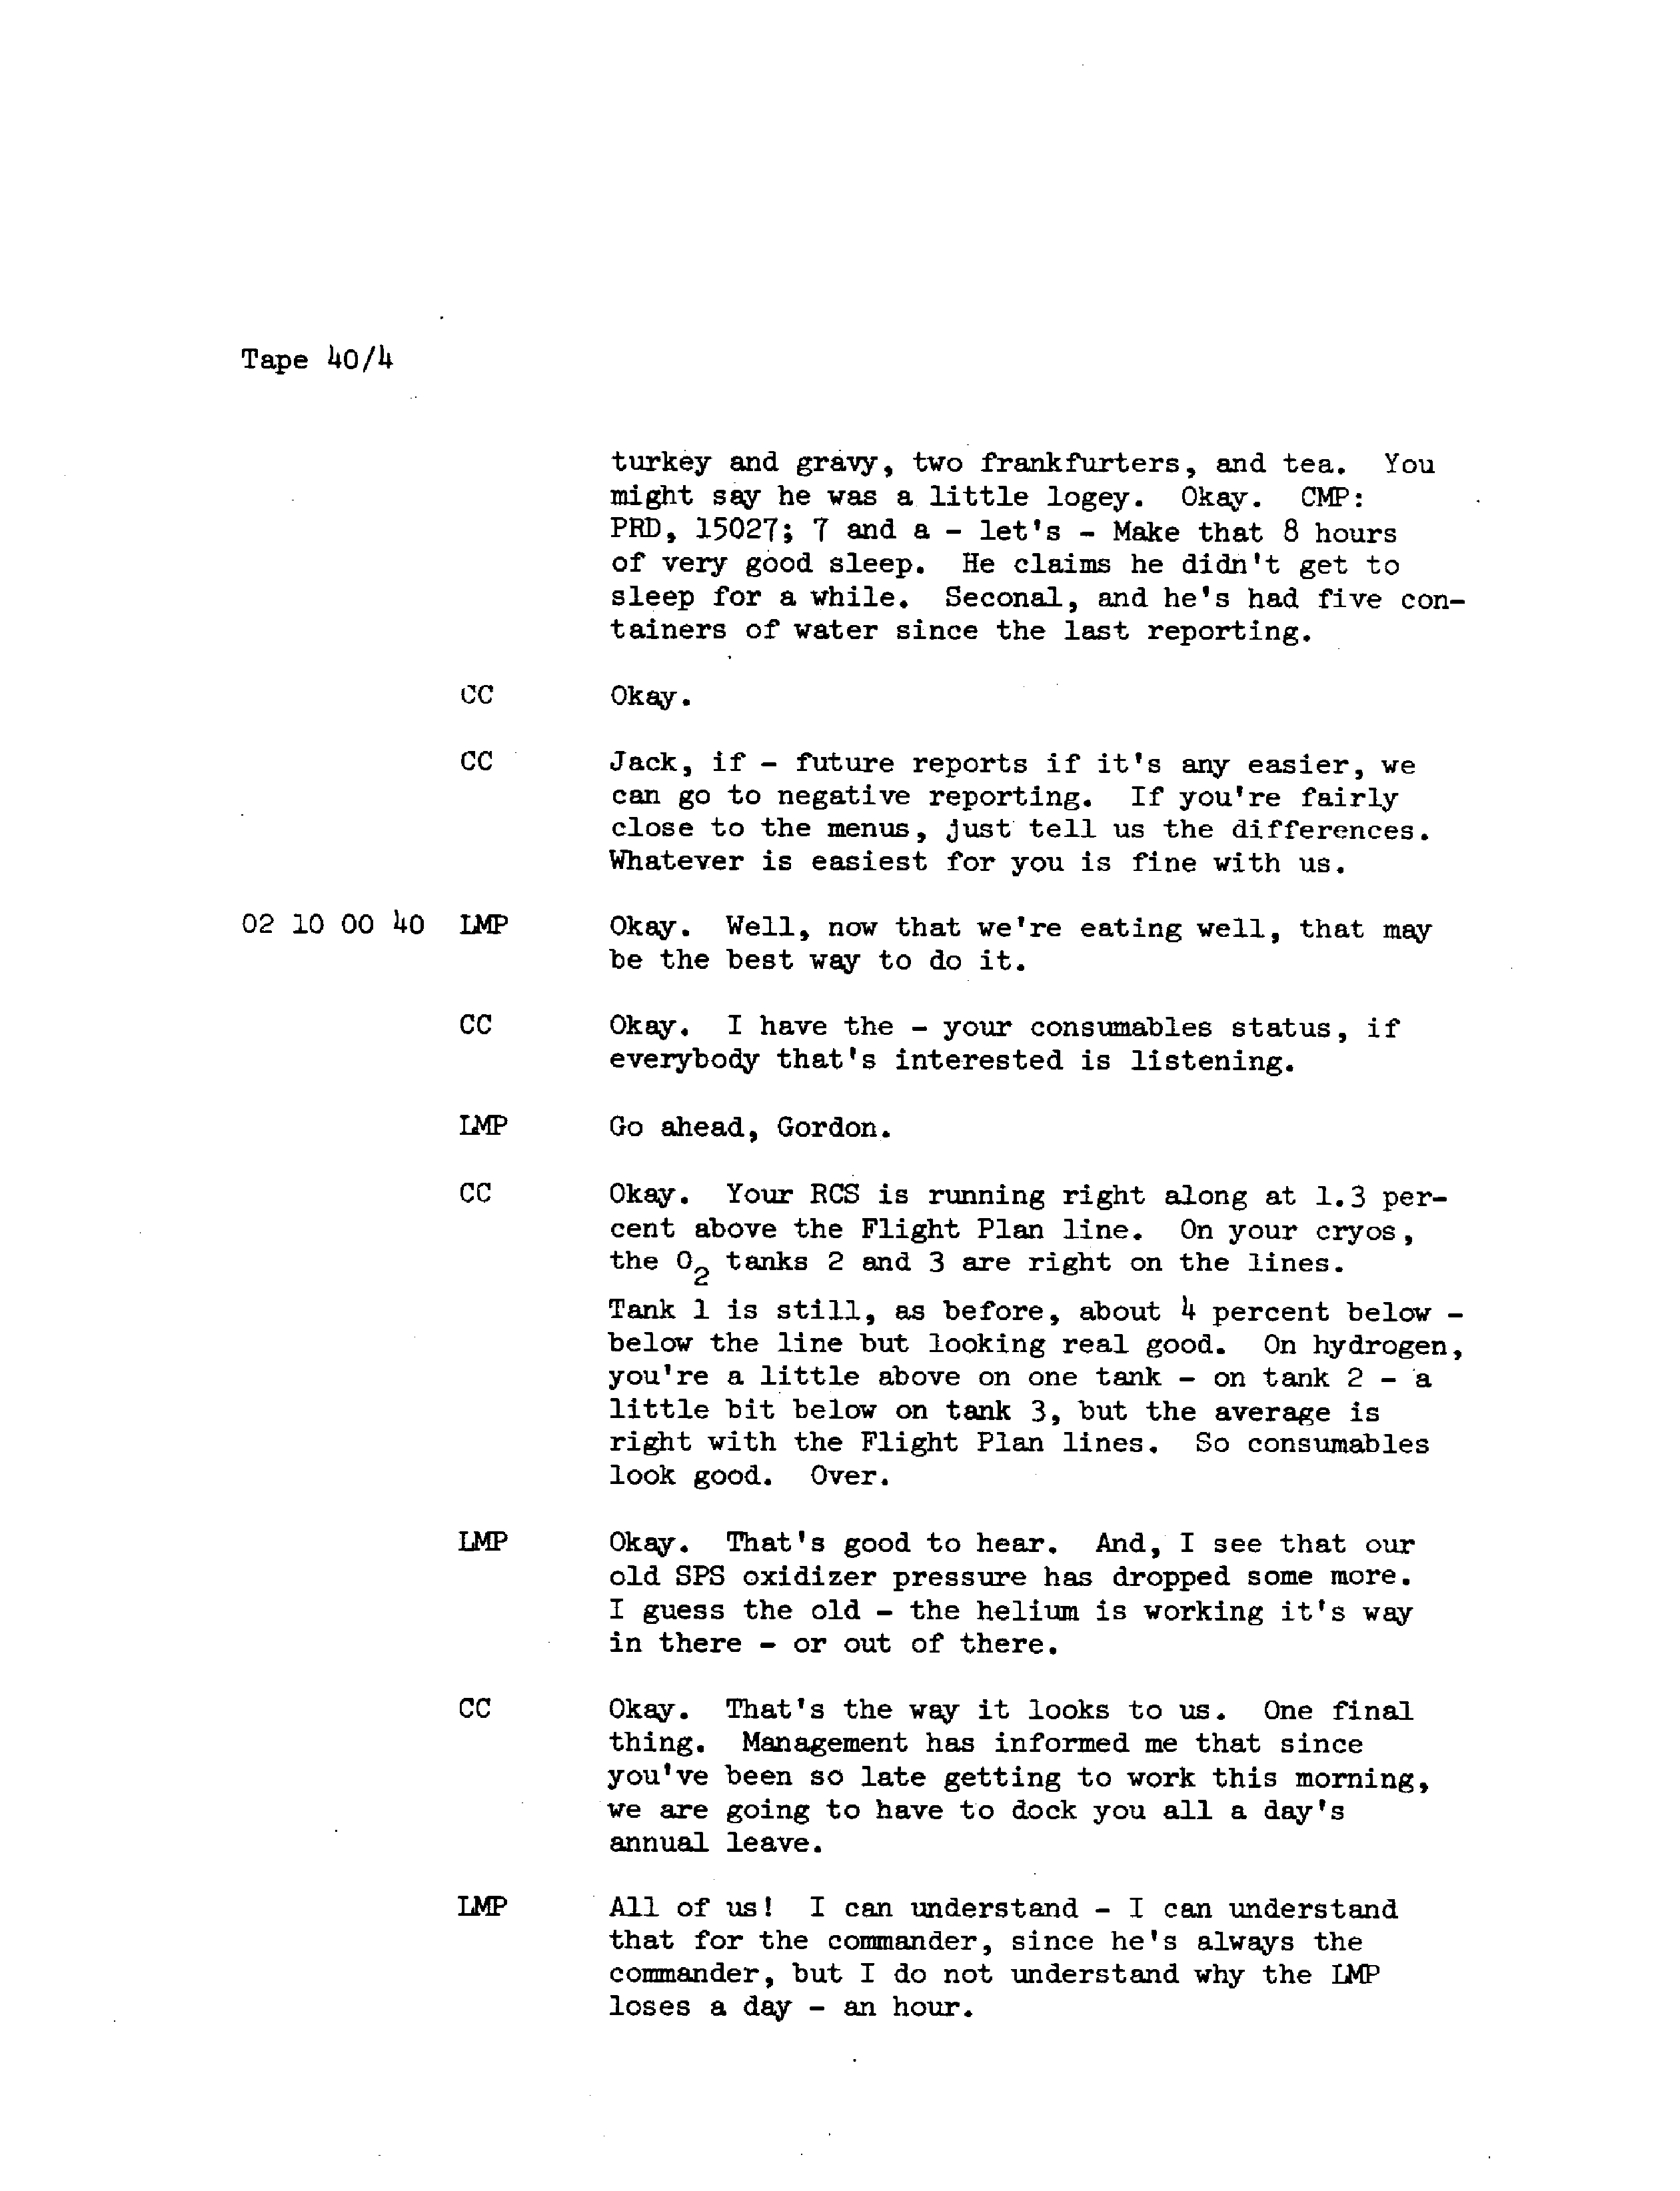 Tape 40/4
turkey and gravy, two frankfurters, and tea. You
might say he was a little logey. Okay. CMP:
PRD, 15027; 7 and a - let's - Make that 8 hours
of very good sleep. He claims he didn't get to
sleep for a while. Seconal, and he's had five con-
tainers of water since the last reporting.
CC Okay.
CC Jack, if - future reports if it's any easier, we
can go to negative reporting. If you're fairly
close to the menus, just tell us the differences.
Whatever is easiest for you is fine with us.
02 10 00 40 LMP Okay. Well, now that we're eating well, that may
be the best way to do it.
CC Okay. I have the - your consumables status, if
everybody that's interested is listening.
LMP Go ahead, Gordon.
CC Okay. Your RCS is running right along at 1.3 per-
cent above the Flight Plan line. On your cryos,
the O2 tanks 2 and 3 are right on the lines.
Tank 1 is still, as before, about 4 percent below -
below the line but looking real good. On hydrogen,
you're a little above on one tank - on tank 2 - a
little bit below on tank 3, but the average is
right with the Flight Plan lines. So consumables
look good. Over.
LMP Okay. That's good to hear. And, I see that our
old SPS oxidizer pressure has dropped some more.
I guess the old - the helium is working it's way
in there - or out of there.
CC Okay. That's the way it looks to us. One final
thing. Management has informed me that since
you've been so late getting to work this morning,
we are going to have to dock you all a day's
annual leave.
LMP All of us! I can understand - I can understand
that for the commander, since he's always the
commander, but I do not understand why the LMP
loses a day - an hour.